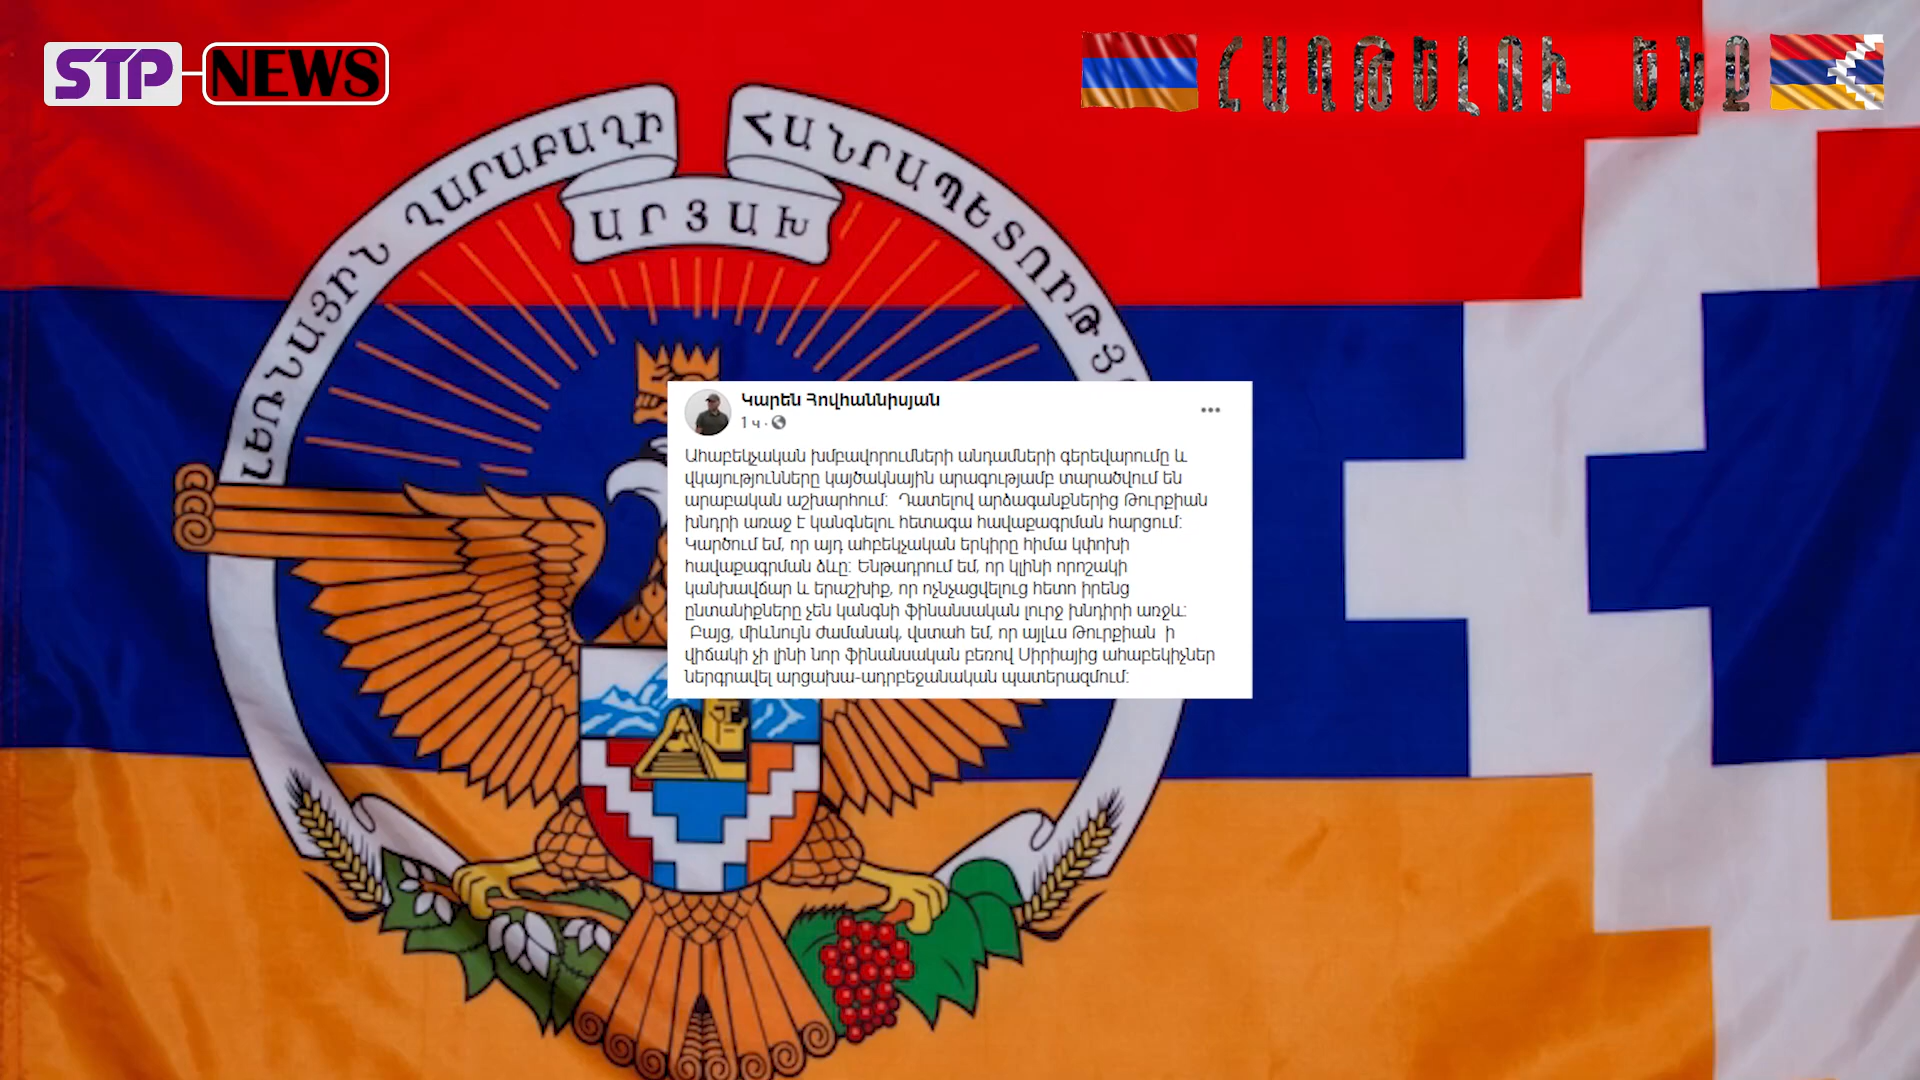 STP NEWS
ՀԱՂԹԵԼՈՒ ԵՆՔ
ԼԵՌՆԱՅԻՆ ՂԱՐԱԲԱՂԻ
ՀԱՆՐԱՊԵՏՈՒԹՅ
ԱՐՑԱԽ
Կարեն Հովհաննիսյան
1 ч ·
Ահաբեկչական խմբավորումների անդամների գերեվարումը և
վկայությունները կայծակնային արագությամբ տարածվում են
արաբական աշխարհում։ Դատելով արձագանքներից Թուրքիան
խնդրի առաջ է կանգնելու հետագա հավաքագրման հարցում։
Կարծում եմ, որ այդ ահբեկչական երկիրը հիմա կփոխի
հավաքագրման ձևը։ Ենթադրում եմ, որ կլինի որոշակի
կանխավճար և երաշխիք, որ ոչնչացվելուց հետո իրենց
ընտանիքները չեն կանգնի ֆինանսական լուրջ խնդիրի առջև։
Բայց, միևնույն ժամանակ, վստահ եմ, որ այլևս Թուրքիան ի
վիճակի չի լինի նոր ֆինանսական բեռով Սիրիայից ահաբեկիչներ
ներգրավել արցախա-ադրբեջանական պատերազմում։